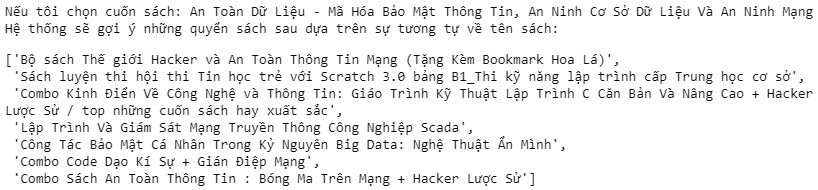 Nếu tôi chọn cuốn sách: An Toàn Dữ Liệu - Mã Hóa Bảo Mật Thông Tin, An Ninh Cơ Sở Dữ Liệu Và An Ninh Mạng
Hệ thống sẽ gợi ý những quyển sách sau dựa trên sự tương tự về tên sách:
['Bộ sách Thế giới Hacker và An Toàn Thông Tin Mạng (Tặng Kèm Bookmark Hoa Lá)',
'Sách luyện thi hội thi Tin học trẻ với Scratch 3.0 bảng B1_Thi kỹ năng lập trình cấp Trung học cơ sở',
'Combo Kinh Điển Về Công Nghệ và Thông Tin: Giáo Trình Kỹ Thuật Lập Trình C Căn Bản Và Nâng Cao + Hacker
Lược Sử / top những cuốn sách hay xuất sắc',
'Lập Trình Và Giám Sát Mạng Truyền Thông Công Nghiệp Scada',
'Công Tác Bảo Mật Cá Nhân Trong Kỷ Nguyên Big Data: Nghệ Thuật Ẩn Mình',
'Combo Code Dạo Kí Sự + Gián Điệp Mạng',
'Combo Sách An Toàn Thông Tin : Bóng Ma Trên Mạng + Hacker Lược Sử']